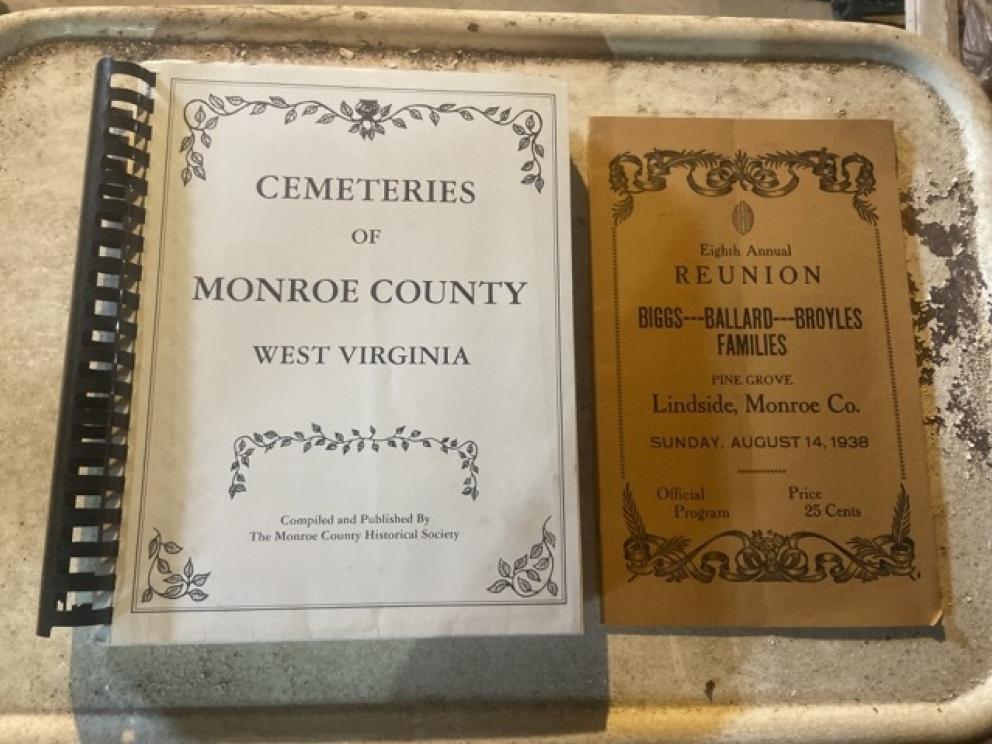 CEMETERIES
OF
MONROE COUNTY
WEST VIRGINIA
Compiled and Published By
The Monroe County Historical Society
Eighth Annual
REUNION
BIGGS---BALLARD---BROYLES
FAMILIES
PINE GROVE
Lindside, Monroe Co.
SUNDAY, AUGUST 14, 1938
Official Price
Program 25 Cents